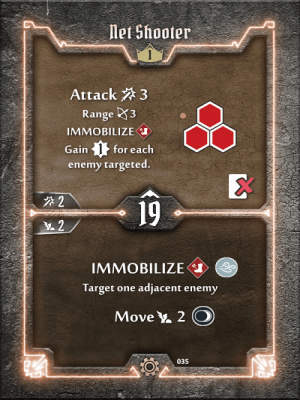 Net Shooter
1
Attack 3
Range 3
IMMOBILIZE
Gain 1 for each
enemy targeted.
2
19
2
IMMOBILIZE
Target one adjacent enemy
Move 2
035